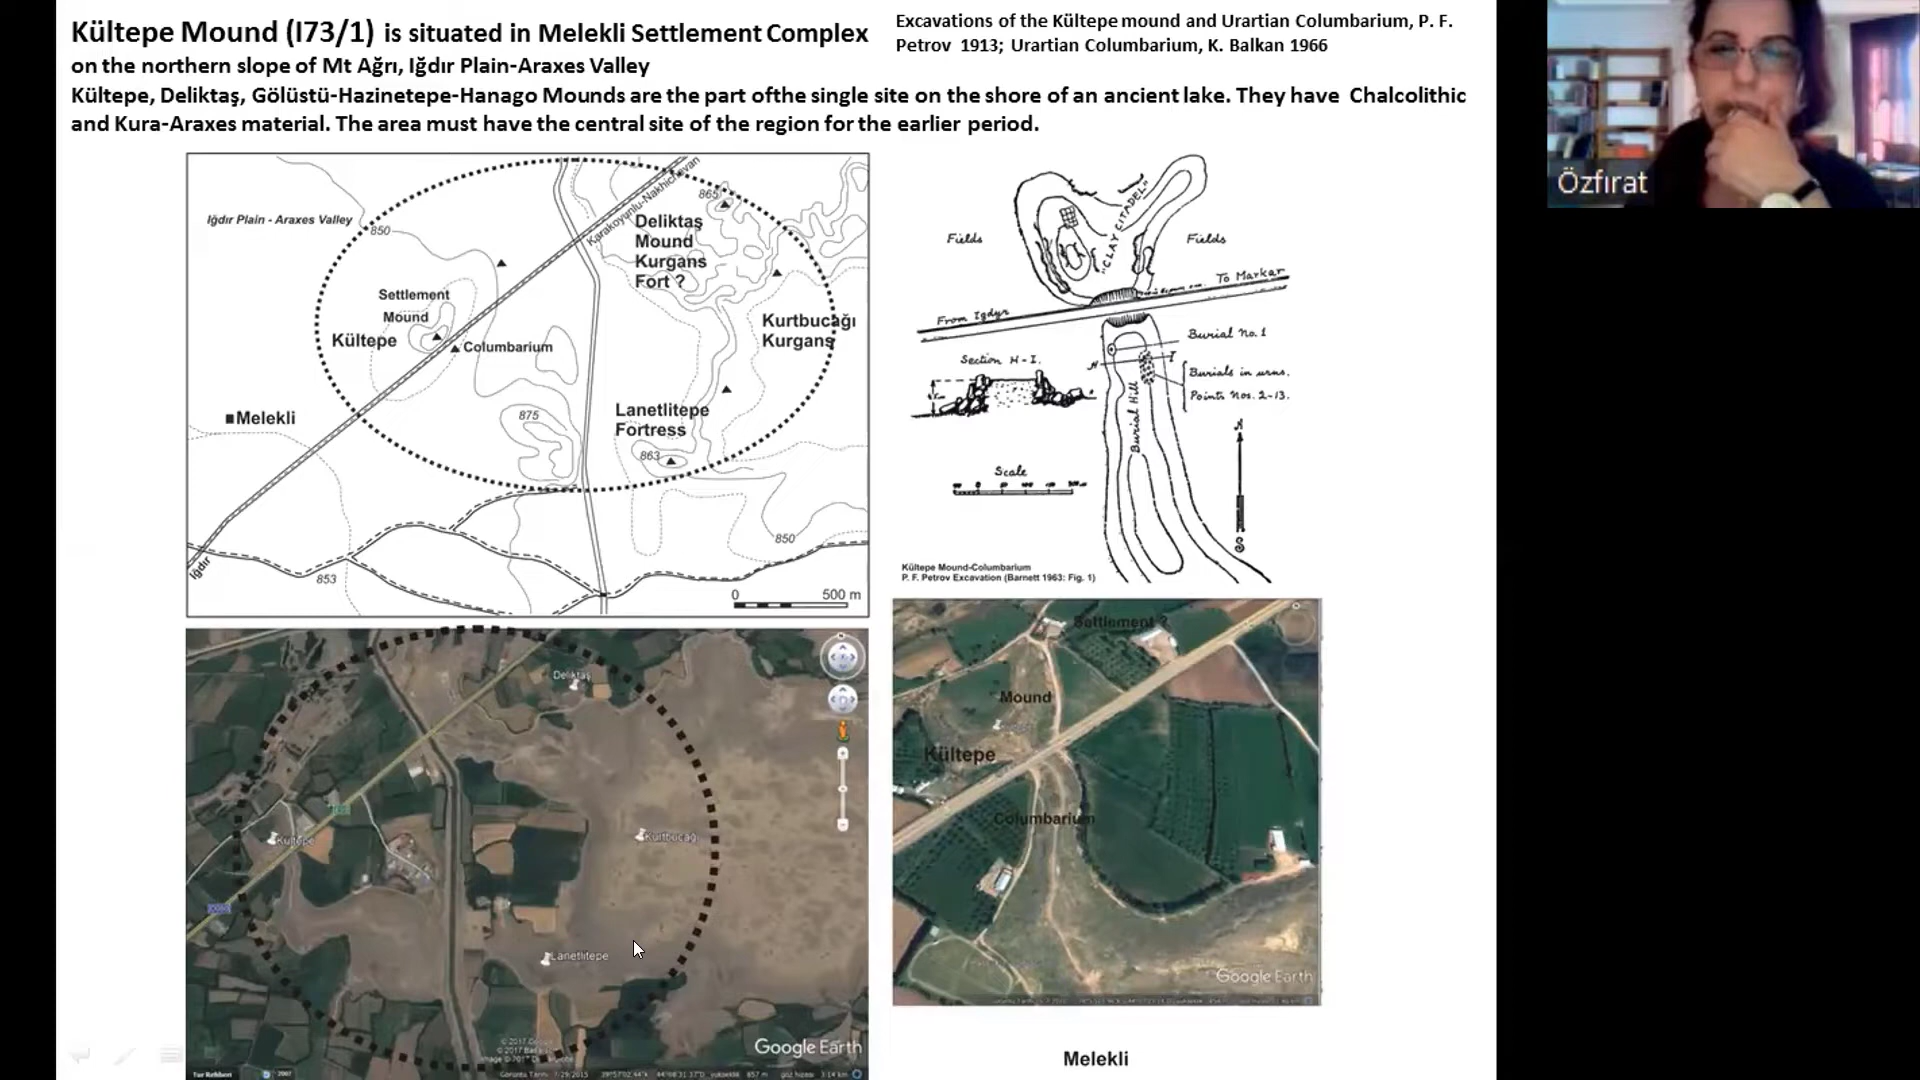 Kültepe Mound (I73/1) is situated in Melekli Settlement Complex
on the northern slope of Mt Ağrı, Iğdır Plain-Araxes Valley
Kültepe, Deliktaş, Gölüstü-Hazinetepe-Hanago Mounds are the part ofthe single site on the shore of an ancient lake. They have Chalcolithic
and Kura-Araxes material. The area must have the central site of the region for the earlier period.
Excavations of the Kültepe mound and Urartian Columbarium, P. F.
Petrov 1913; Urartian Columbarium, K. Balkan 1966
Özfırat
Iğdır Plain - Araxes Valley
850
865
Karakoyunlu-Nakhichevan
Deliktaş
Mound
Kurgans
Fort ?
Settlement
Mound
Kültepe
Columbarium
Kurtbucağı
Kurgans
Melekli
875
Lanetlitepe
Fortress
863
850
Iğdır
853
0 500 m
Fields
"CLAY CITADEL"
Fields
To Markar
From Igdyr
Burial No. 1
Section H-I.
H
I
Burials in urns.
Points Nos. 2-13.
Burial Hill
Scale
S
Kültepe Mound-Columbarium
P. F. Petrov Excavation (Barnett 1963: Fig. 1)
Deliktaş
Kültepe
Kurtbucağı
Lanetlitepe
Google Earth
Tur Rehberi
2007
Settlement ?
Mound
Kültepe
Columbarium
Google Earth
Melekli